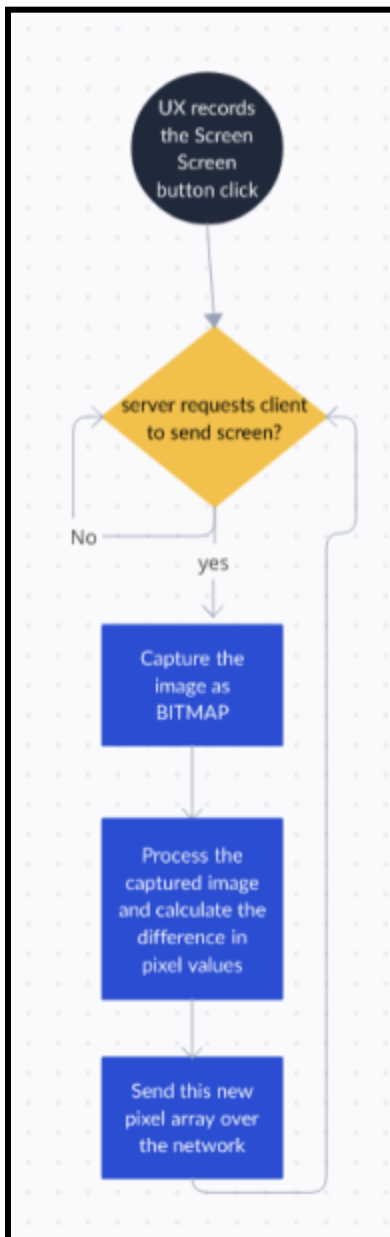 UX records
the Screen
Screen
button click
server requests client
to send screen?
No
yes
Capture the
image as
BITMAP
Process the
captured image
and calculate the
difference in
pixel values
Send this new
pixel array over
the network